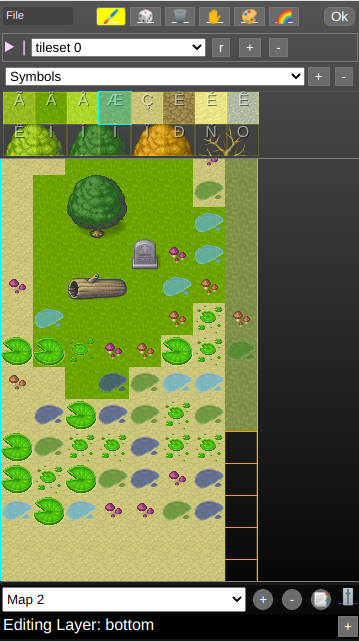 File
Ok
tileset 0
r
+
-
Symbols
+
-
Ã Ä Å Æ Ç È É Ê
Ë Ì Í Î Ï Ð Ñ Ò
Map 2
+
-
Editing Layer: bottom
+